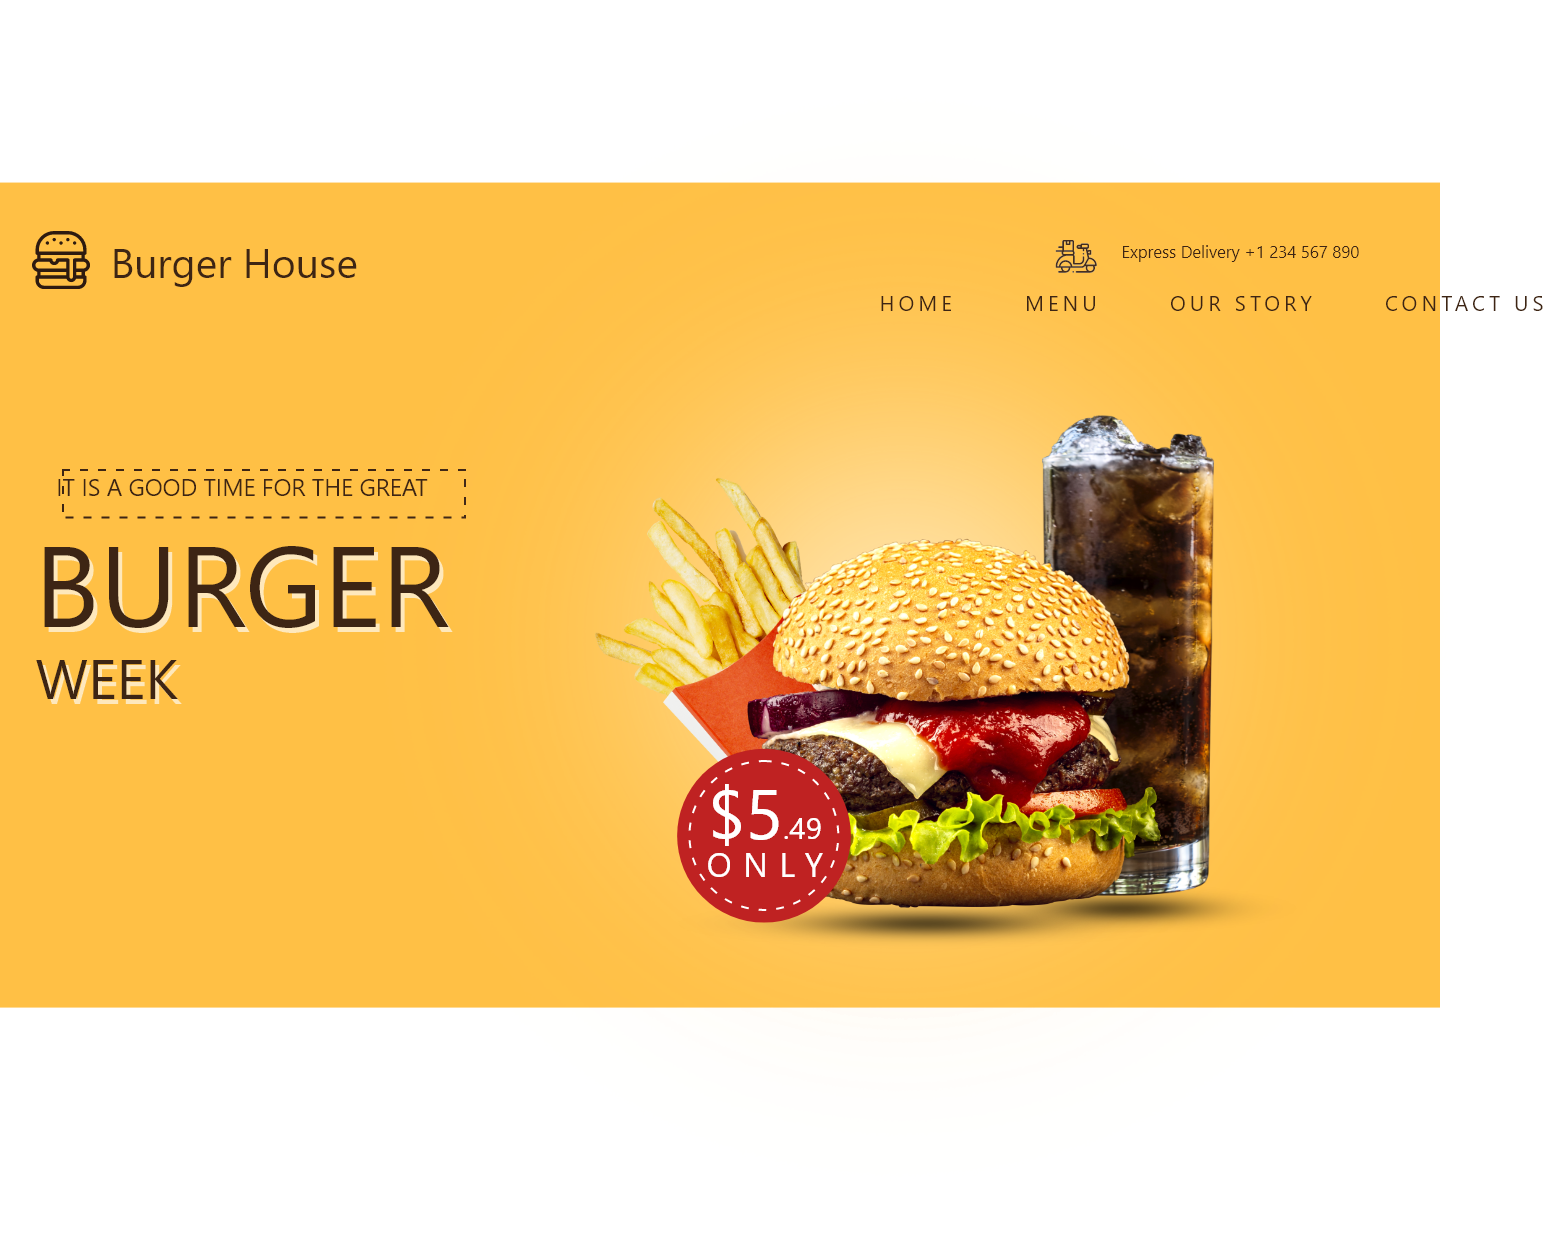 Burger House
Express Delivery +1 234 567 890
HOME MENU OUR STORY CONTACT US
IT IS A GOOD TIME FOR THE GREAT
BURGER
WEEK
$5.49
ONLY